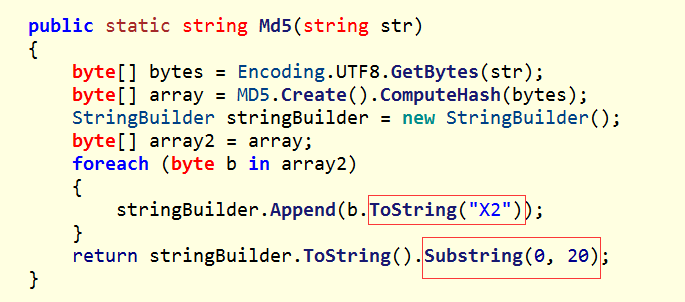 public static string Md5(string str)
{
    byte[] bytes = Encoding.UTF8.GetBytes(str);
    byte[] array = MD5.Create().ComputeHash(bytes);
    StringBuilder stringBuilder = new StringBuilder();
    byte[] array2 = array;
    foreach (byte b in array2)
    {
        stringBuilder.Append(b.ToString("X2"));
    }
    return stringBuilder.ToString().Substring(0, 20);
}